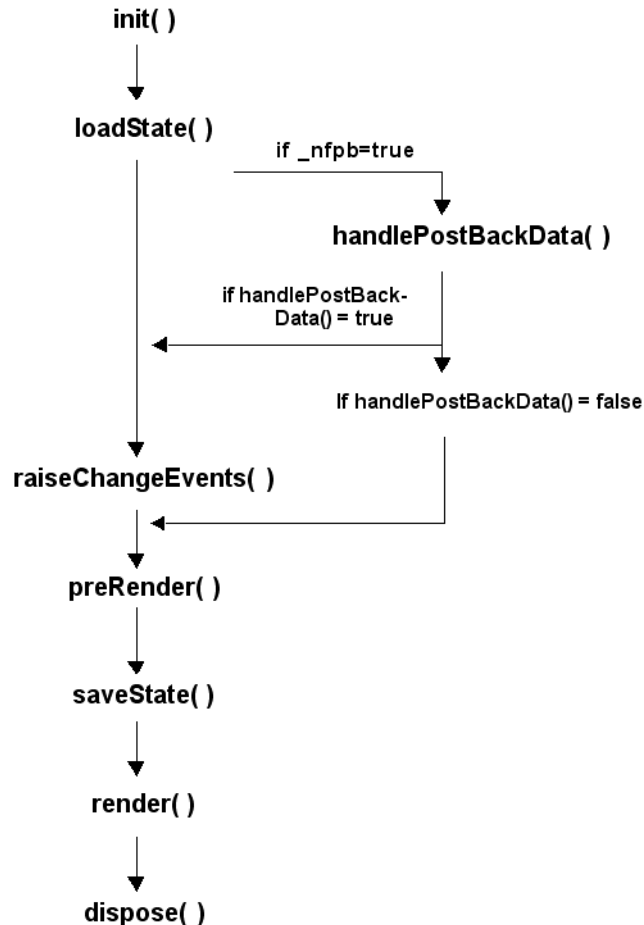 init( )
loadState( )
if _nfpb=true
handlePostBackData( )
if handlePostBack-
Data() = true
If handlePostBackData() = false
raiseChangeEvents( )
preRender( )
saveState( )
render( )
dispose( )